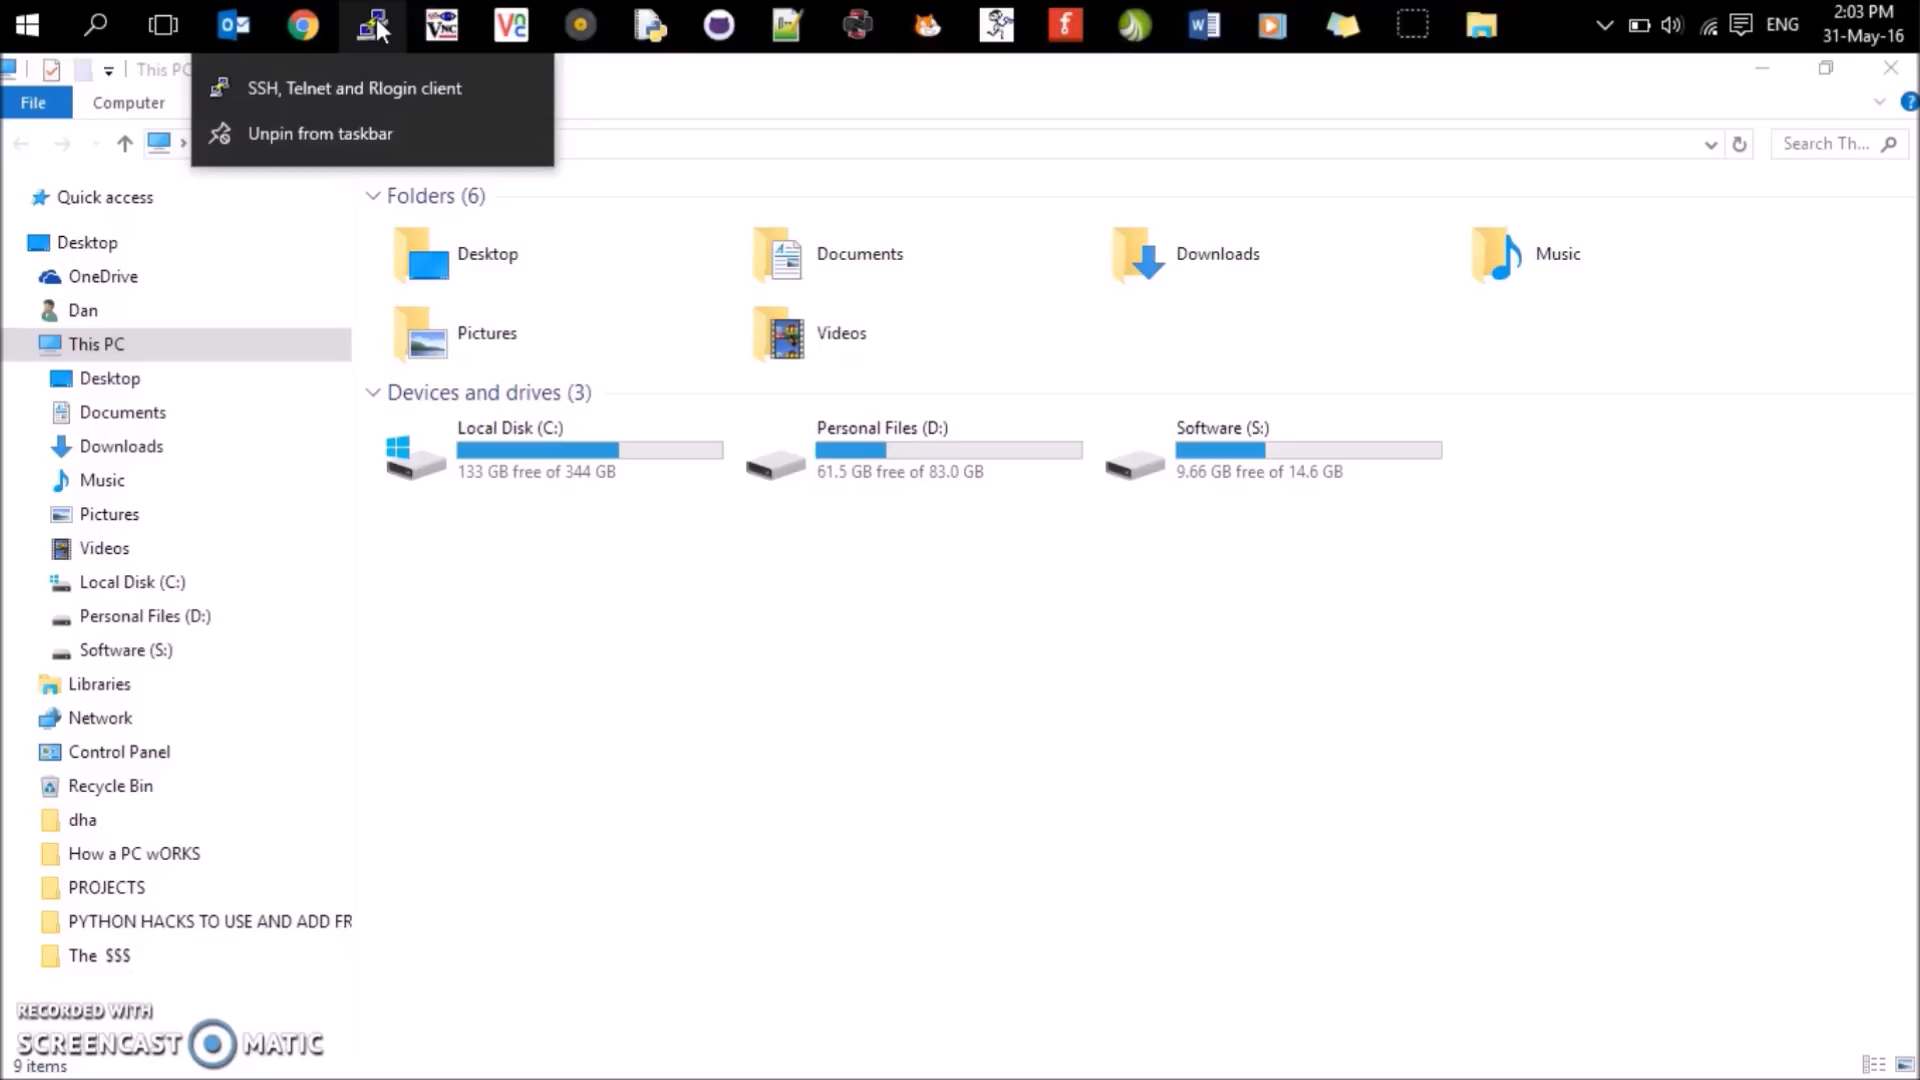 ENG
2:03 PM
31-May-16
This PC
SSH, Telnet and Rlogin client
Unpin from taskbar
File
Computer
Search Th...
Quick access
Desktop
OneDrive
Dan
This PC
Desktop
Documents
Downloads
Music
Pictures
Videos
Local Disk (C:)
Personal Files (D:)
Software (S:)
Libraries
Network
Control Panel
Recycle Bin
dha
How a PC wORKS
PROJECTS
PYTHON HACKS TO USE AND ADD FR
The $$$
Folders (6)
Desktop
Documents
Downloads
Music
Pictures
Videos
Devices and drives (3)
Local Disk (C:)
133 GB free of 344 GB
Personal Files (D:)
61.5 GB free of 83.0 GB
Software (S:)
9.66 GB free of 14.6 GB
RECORDED WITH
SCREENCAST MATIC
9 items